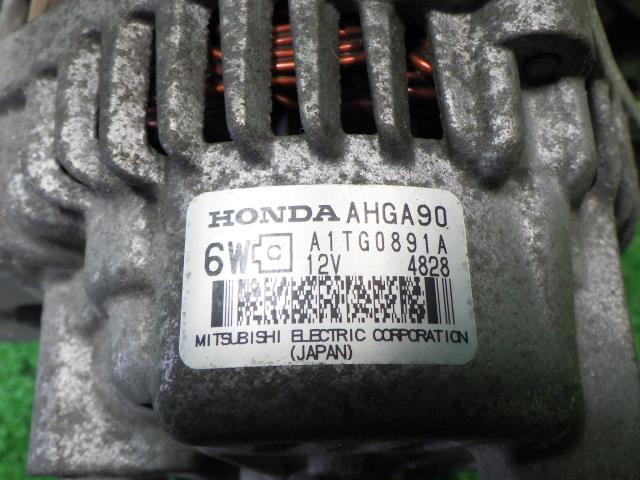 HONDA AHGA90
6W C A1TG0891A
12V 4828
MITSUBISHI ELECTRIC CORPORATION
(JAPAN)